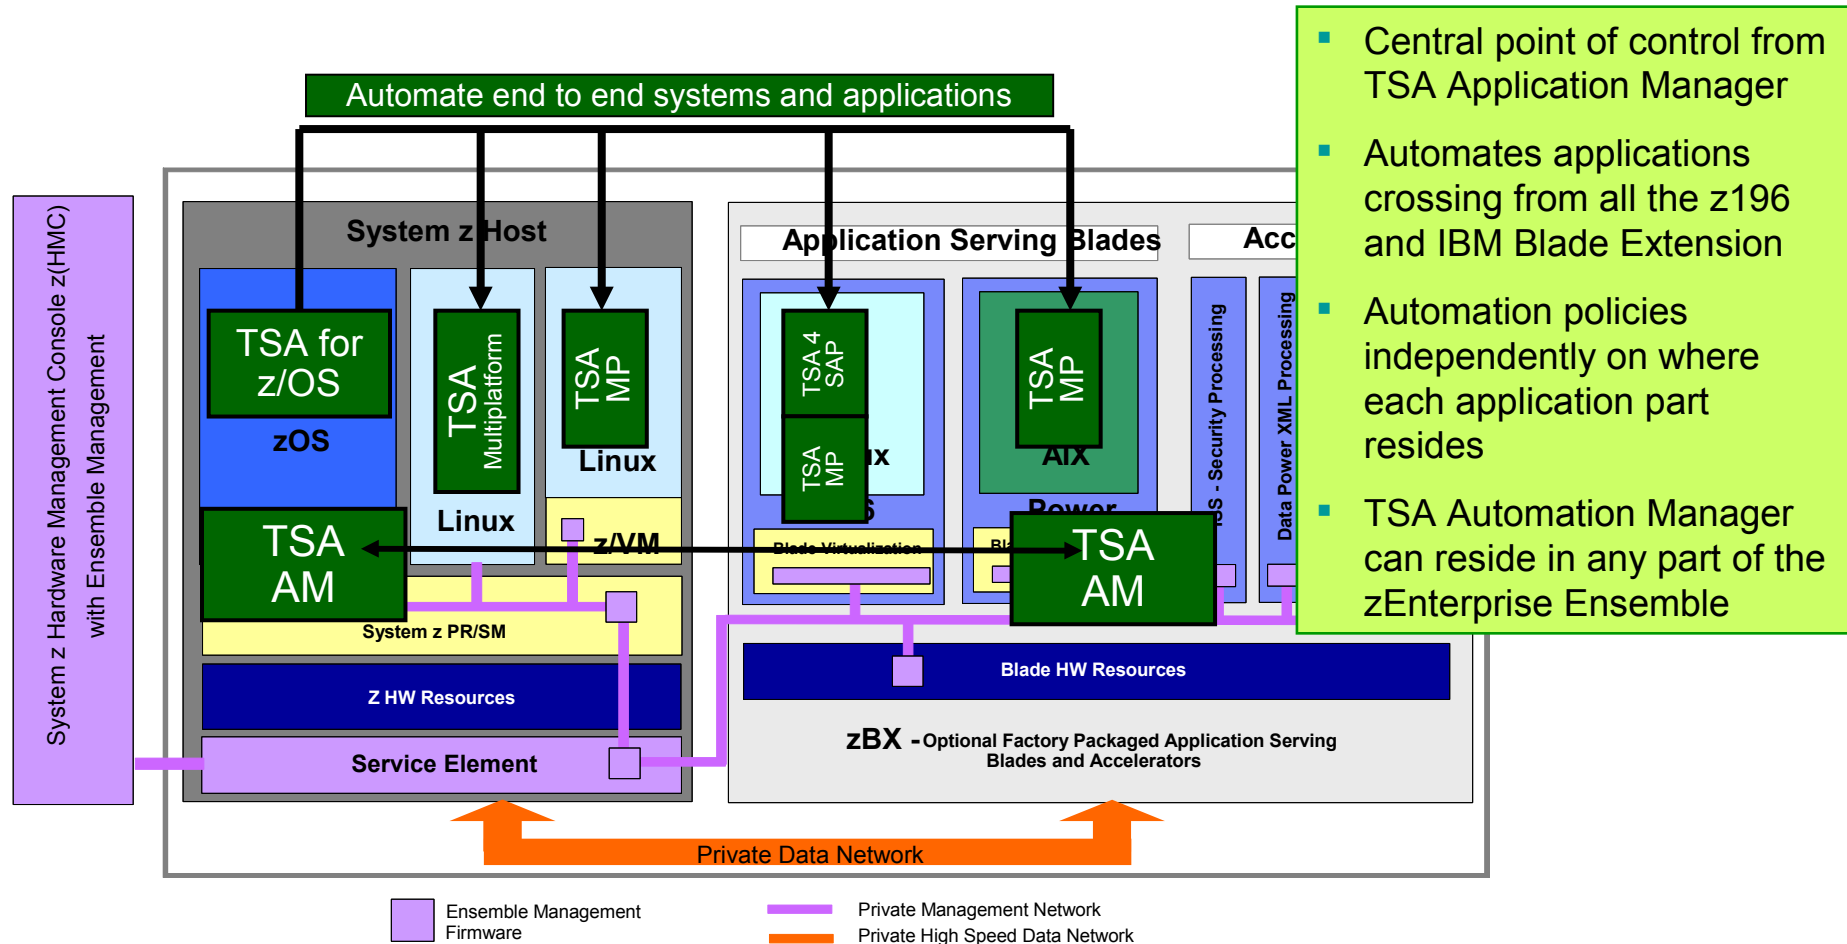 Automate end to end systems and applications
Central point of control from
TSA Application Manager
Automates applications
crossing from all the z196
and IBM Blade Extension
Automation policies
independently on where
each application part
resides
TSA Automation Manager
can reside in any part of the
zEnterprise Ensemble
System z Hardware Management Console z(HMC)
with Ensemble Management
System z Host
TSA for
z/OS
zOS
TSA
Multiplatform
Linux
TSA
MP
Linux
z/VM
TSA
AM
System z PR/SM
Z HW Resources
Service Element
Application Serving Blades
TSA 4
SAP
TSA
MP
Blade Virtualization
TSA
MP
AIX
Power
TSA
AM
ISS - Security Processing
Data Power XML Processing
Blade HW Resources
zBX - Optional Factory Packaged Application Serving
Blades and Accelerators
Private Data Network
Ensemble Management
Firmware
Private Management Network
Private High Speed Data Network